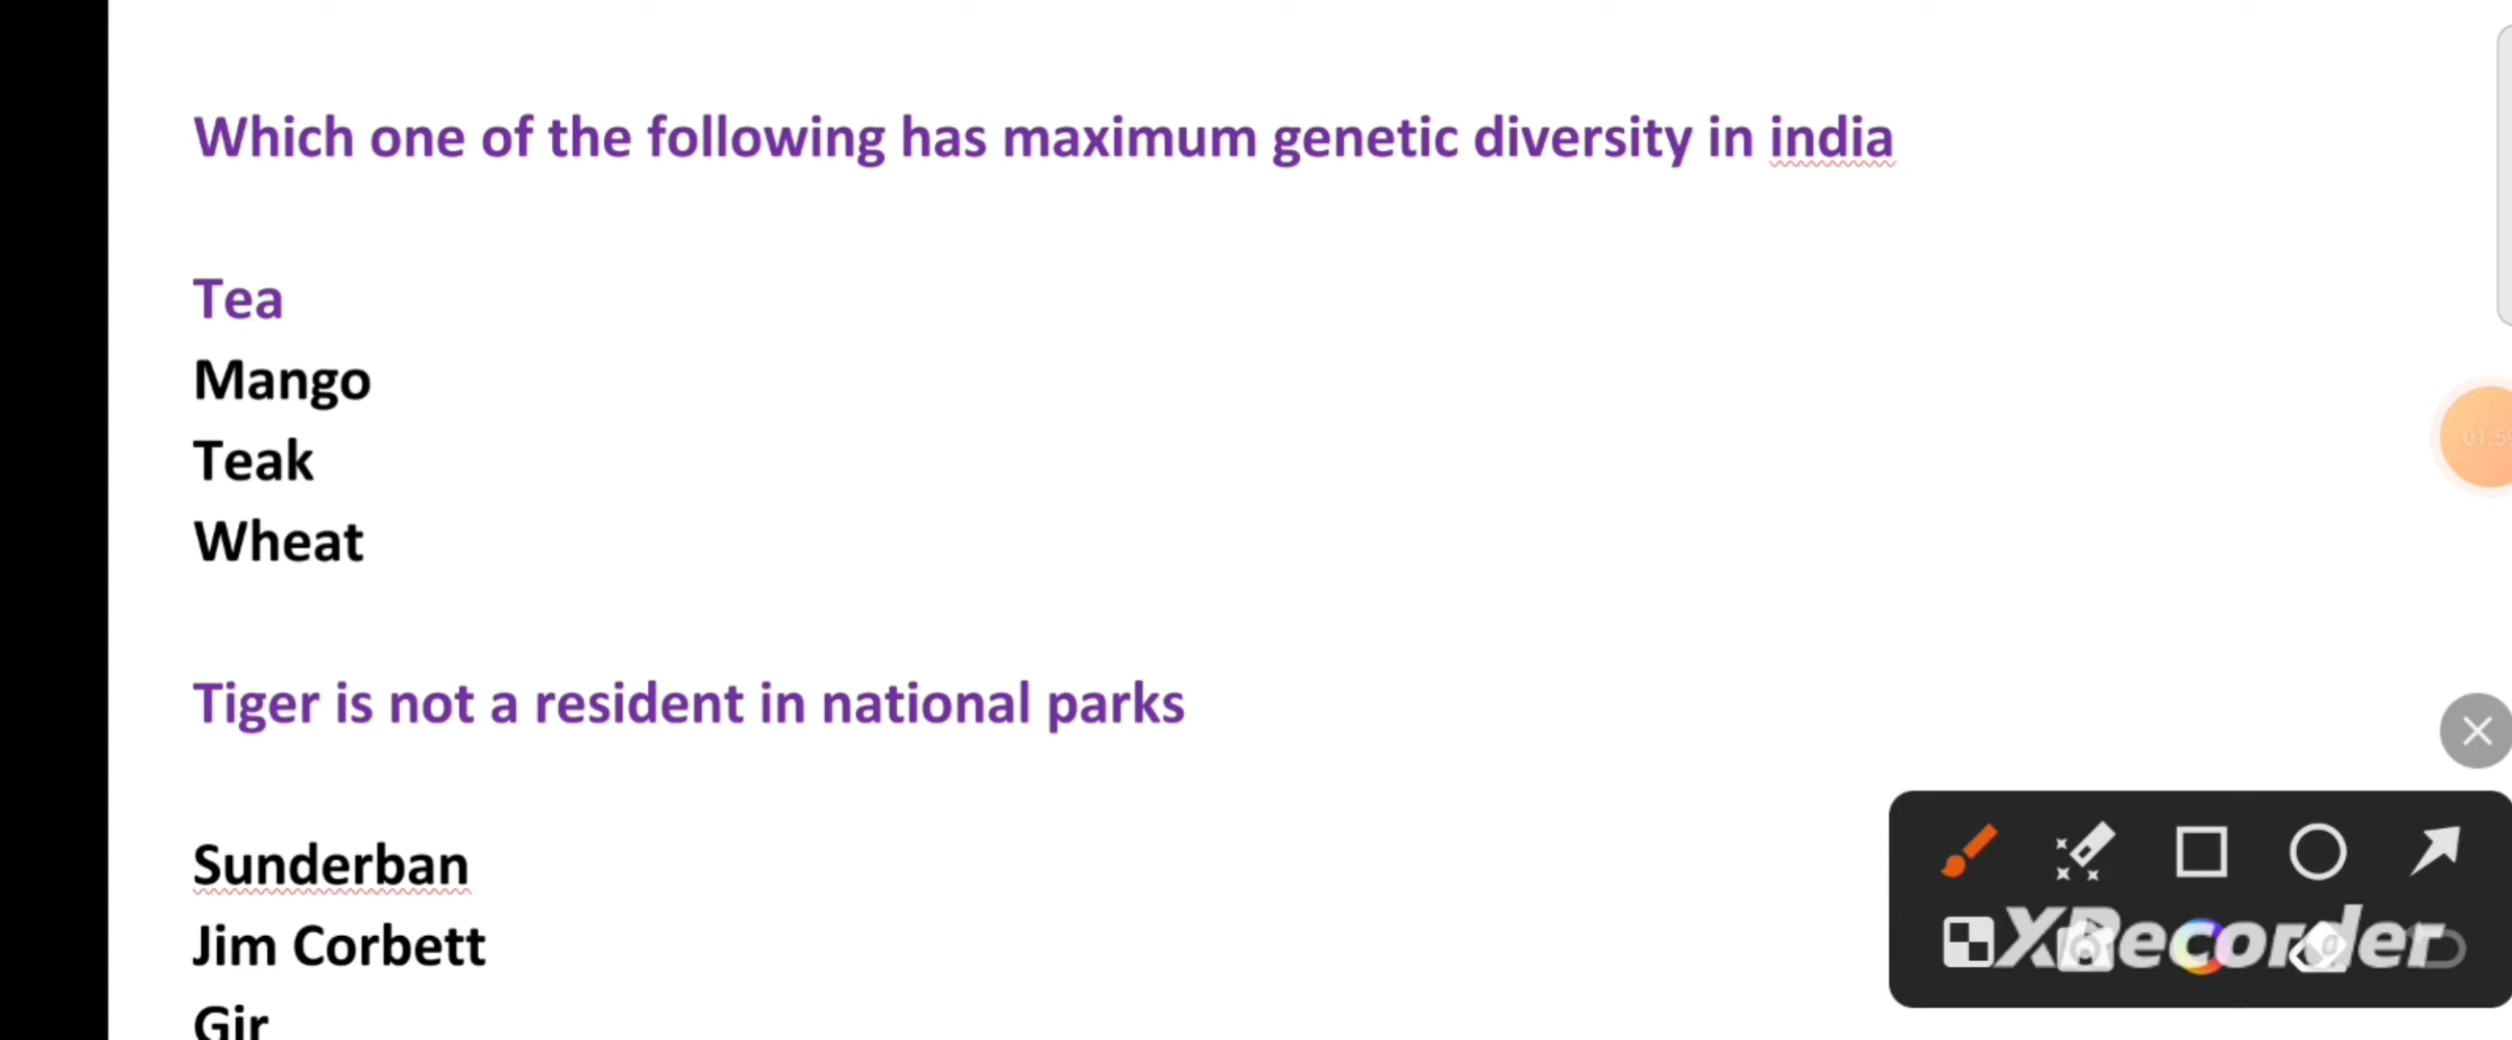 Which one of the following has maximum genetic diversity in india
Tea
Mango
Teak
Wheat
Tiger is not a resident in national parks
Sunderban
Jim Corbett
Gir
XRecorder